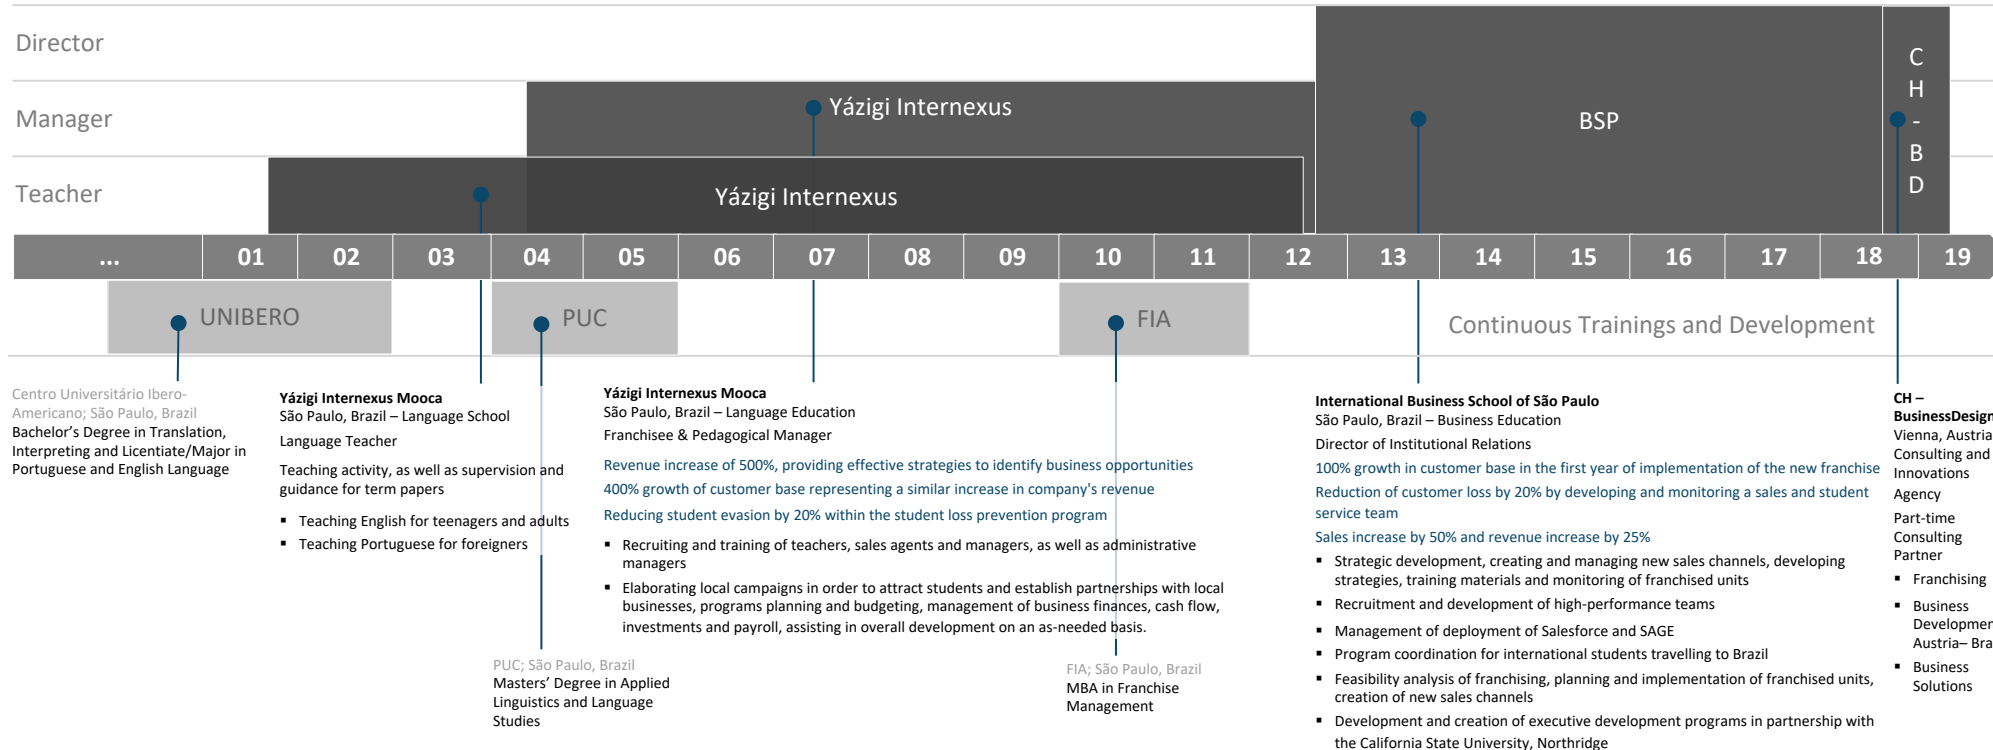 Director
Manager
Teacher
Yázigi Internexus
Yázigi Internexus
BSP
C
H
-
B
D
... 01 02 03 04 05 06 07 08 09 10 11 12 13 14 15 16 17 18 19
UNIBERO
PUC
FIA
Continuous Trainings and Development
Centro Universitário Ibero-
Americano; São Paulo, Brazil
Bachelor’s Degree in Translation,
Interpreting and Licentiate/Major in
Portuguese and English Language
Yázigi Internexus Mooca
São Paulo, Brazil – Language School
Language Teacher
Teaching activity, as well as supervision and
guidance for term papers
▪ Teaching English for teenagers and adults
▪ Teaching Portuguese for foreigners
PUC; São Paulo, Brazil
Masters’ Degree in Applied
Linguistics and Language
Studies
Yázigi Internexus Mooca
São Paulo, Brazil – Language Education
Franchisee & Pedagogical Manager
Revenue increase of 500%, providing effective strategies to identify business opportunities
400% growth of customer base representing a similar increase in company's revenue
Reducing student evasion by 20% within the student loss prevention program
▪ Recruiting and training of teachers, sales agents and managers, as well as administrative
managers
▪ Elaborating local campaigns in order to attract students and establish partnerships with local
businesses, programs planning and budgeting, management of business finances, cash flow,
investments and payroll, assisting in overall development on an as-needed basis.
FIA; São Paulo, Brazil
MBA in Franchise
Management
International Business School of São Paulo
São Paulo, Brazil – Business Education
Director of Institutional Relations
100% growth in customer base in the first year of implementation of the new franchise
Reduction of customer loss by 20% by developing and monitoring a sales and student
service team
Sales increase by 50% and revenue increase by 25%
▪ Strategic development, creating and managing new sales channels, developing
strategies, training materials and monitoring of franchised units
▪ Recruitment and development of high-performance teams
▪ Management of deployment of Salesforce and SAGE
▪ Program coordination for international students travelling to Brazil
▪ Feasibility analysis of franchising, planning and implementation of franchised units,
creation of new sales channels
▪ Development and creation of executive development programs in partnership with
the California State University, Northridge
CH –
BusinessDesign
Vienna, Austria
Consulting and
Innovations
Agency
Part-time
Consulting
Partner
▪ Franchising
▪ Business
Developmen
Austria– Bra
▪ Business
Solutions